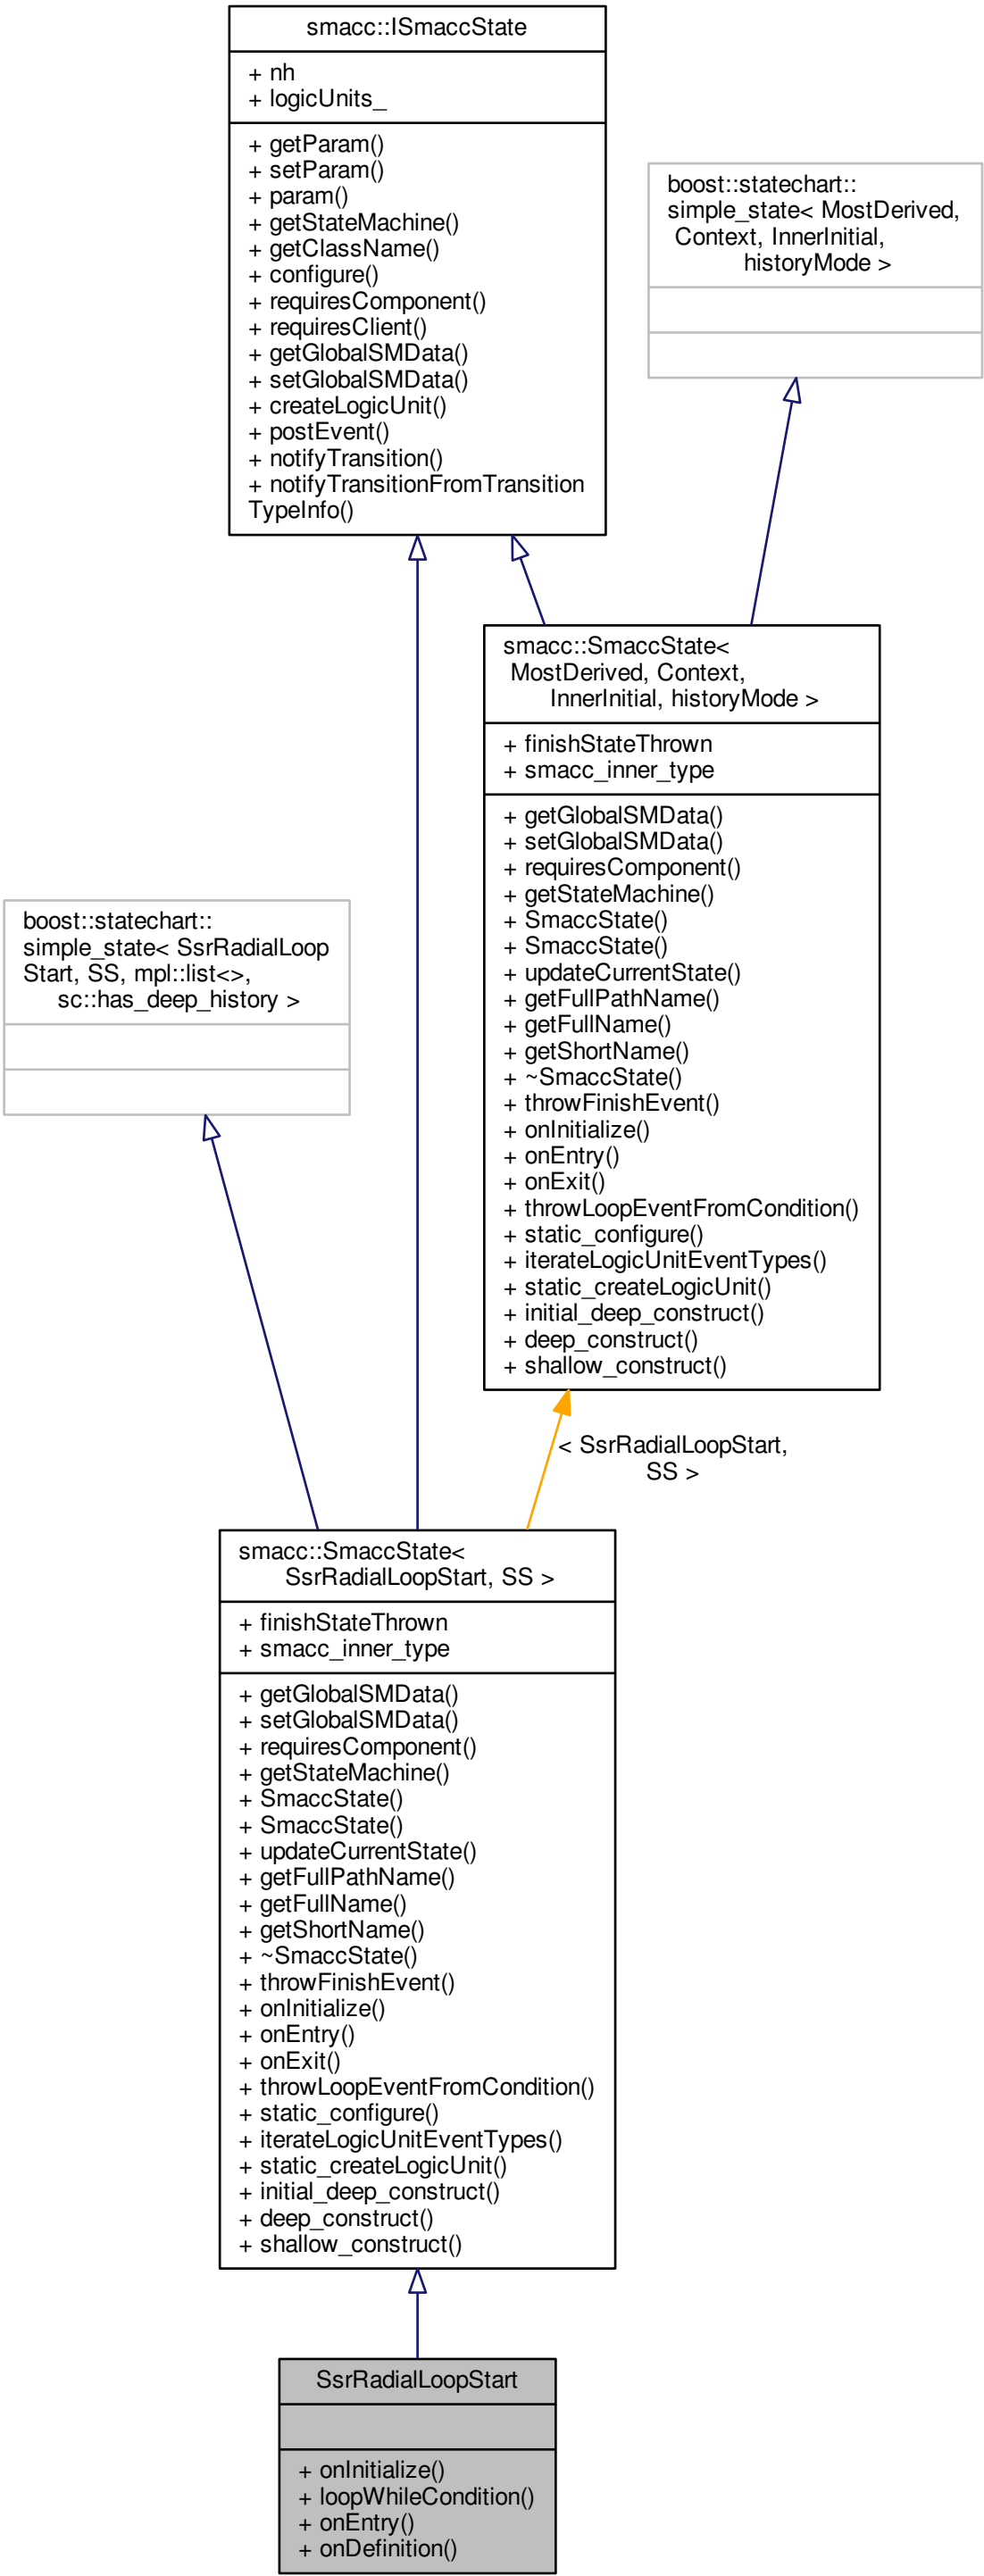 smacc::ISmaccState
+ nh
+ logicUnits_
+ getParam()
+ setParam()
+ param()
+ getStateMachine()
+ getClassName()
+ configure()
+ requiresComponent()
+ requiresClient()
+ getGlobalSMData()
+ setGlobalSMData()
+ createLogicUnit()
+ postEvent()
+ notifyTransition()
+ notifyTransitionFromTransition
TypeInfo()
boost::statechart::
simple_state< MostDerived,
Context, InnerInitial,
historyMode >
smacc::SmaccState<
MostDerived, Context,
InnerInitial, historyMode >
+ finishStateThrown
+ smacc_inner_type
+ getGlobalSMData()
+ setGlobalSMData()
+ requiresComponent()
+ getStateMachine()
+ SmaccState()
+ SmaccState()
+ updateCurrentState()
+ getFullPathName()
+ getFullName()
+ getShortName()
+ ~SmaccState()
+ throwFinishEvent()
+ onInitialize()
+ onEntry()
+ onExit()
+ throwLoopEventFromCondition()
+ static_configure()
+ iterateLogicUnitEventTypes()
+ static_createLogicUnit()
+ initial_deep_construct()
+ deep_construct()
+ shallow_construct()
boost::statechart::
simple_state< SsrRadialLoop
Start, SS, mpl::list<>,
sc::has_deep_history >
< SsrRadialLoopStart,
SS >
smacc::SmaccState<
SsrRadialLoopStart, SS >
+ finishStateThrown
+ smacc_inner_type
+ getGlobalSMData()
+ setGlobalSMData()
+ requiresComponent()
+ getStateMachine()
+ SmaccState()
+ SmaccState()
+ updateCurrentState()
+ getFullPathName()
+ getFullName()
+ getShortName()
+ ~SmaccState()
+ throwFinishEvent()
+ onInitialize()
+ onEntry()
+ onExit()
+ throwLoopEventFromCondition()
+ static_configure()
+ iterateLogicUnitEventTypes()
+ static_createLogicUnit()
+ initial_deep_construct()
+ deep_construct()
+ shallow_construct()
SsrRadialLoopStart
+ onInitialize()
+ loopWhileCondition()
+ onEntry()
+ onDefinition()